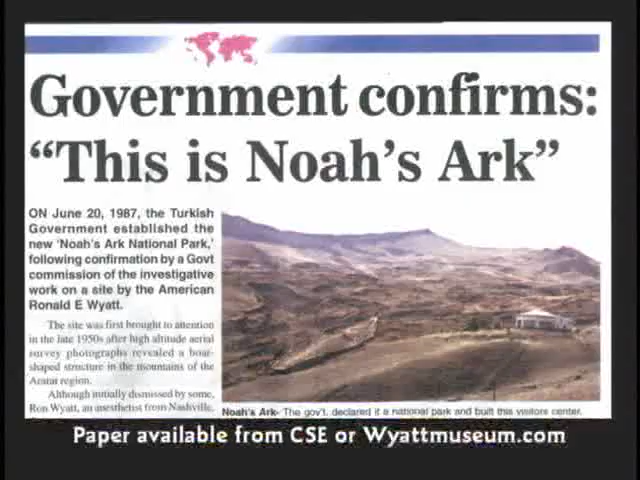 Government confirms:
“This is Noah’s Ark”
ON June 20, 1987, the Turkish
Government established the
new ‘Noah’s Ark National Park,’
following confirmation by a Govt
commission of the investigative
work on a site by the American
Ronald E Wyatt.
The site was first brought to attention
in the late 1950s after high altitude aerial
survey photographs revealed a boat-
shaped structure in the mountains of the
Ararat region.
Although initially dismissed by some,
Ron Wyatt, an anesthetist from Nashville,
Noah’s Ark- The gov’t. declared it a national park and built this visitors center.
Paper available from CSE or Wyattmuseum.com